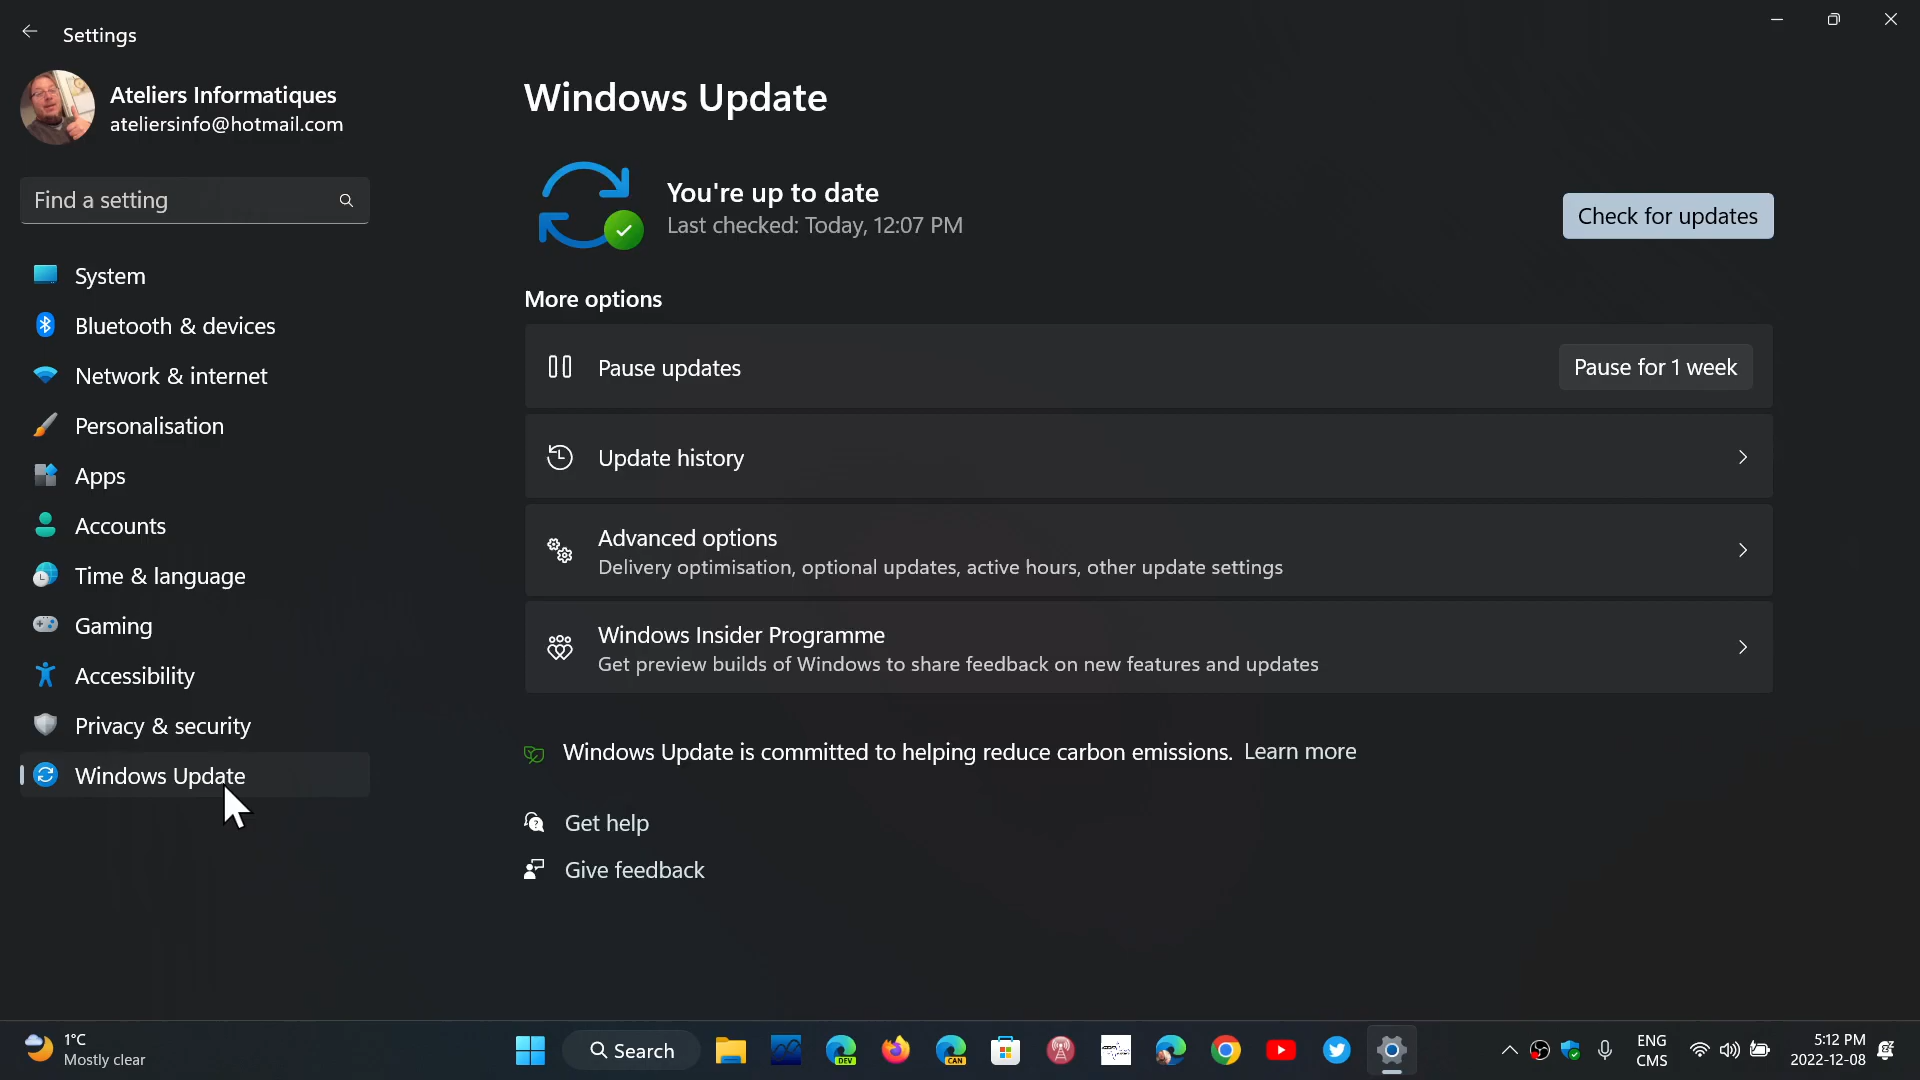 Settings
Ateliers Informatiques
ateliersinfo@hotmail.com
Find a setting
System
Bluetooth & devices
Network & internet
Personalisation
Apps
Accounts
Time & language
Gaming
Accessibility
Privacy & security
Windows Update
Windows Update
You're up to date
Last checked: Today, 12:07 PM
Check for updates
More options
Pause updates
Pause for 1 week
Update history
Advanced options
Delivery optimisation, optional updates, active hours, other update settings
Windows Insider Programme
Get preview builds of Windows to share feedback on new features and updates
Windows Update is committed to helping reduce carbon emissions. Learn more
Get help
Give feedback
1°C
Mostly clear
Search
DEV
CAN
ENG
CMS
5:12 PM
2022-12-08